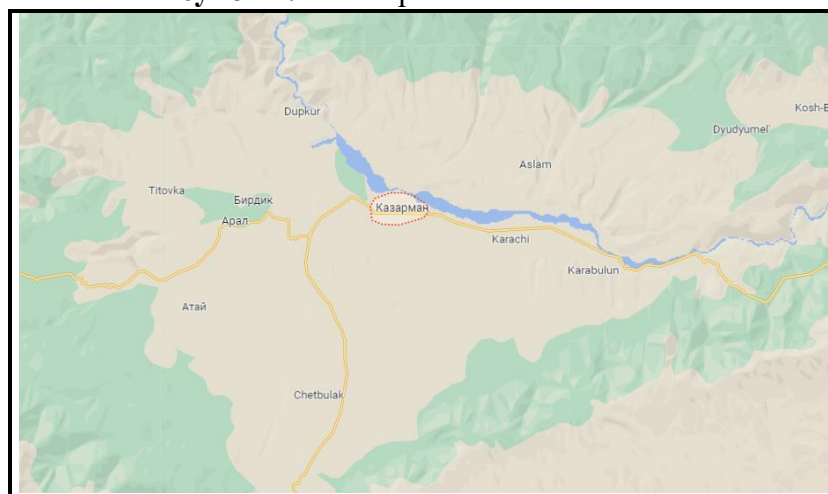 Dupkur
Kosh-E
Dyudyumel'
Aslam
Titovka
Бирдик
Казарман
Арал
Karachi
Karabulun
Атай
Chetbulak